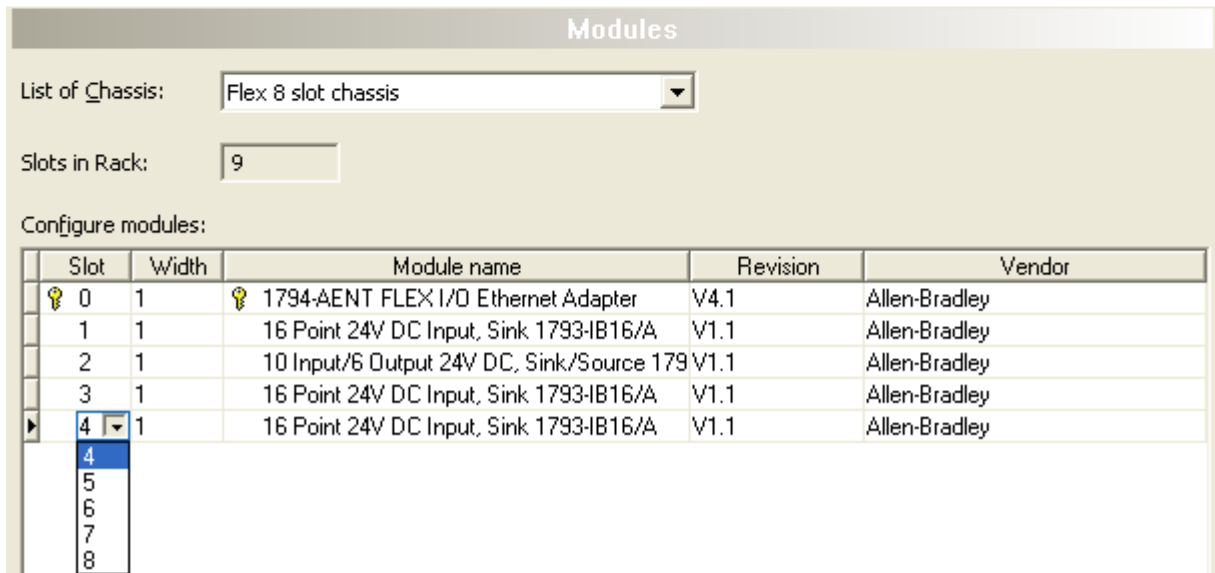 Modules
List of Chassis: Flex 8 slot chassis
Slots in Rack: 9
Configure modules:
Slot Width Module name Revision Vendor
0 1 1794-AENT FLEX I/O Ethernet Adapter V4.1 Allen-Bradley
1 1 16 Point 24V DC Input, Sink 1793-IB16/A V1.1 Allen-Bradley
2 1 10 Input/6 Output 24V DC, Sink/Source 179 V1.1 Allen-Bradley
3 1 16 Point 24V DC Input, Sink 1793-IB16/A V1.1 Allen-Bradley
4 1 16 Point 24V DC Input, Sink 1793-IB16/A V1.1 Allen-Bradley
4
5
6
7
8